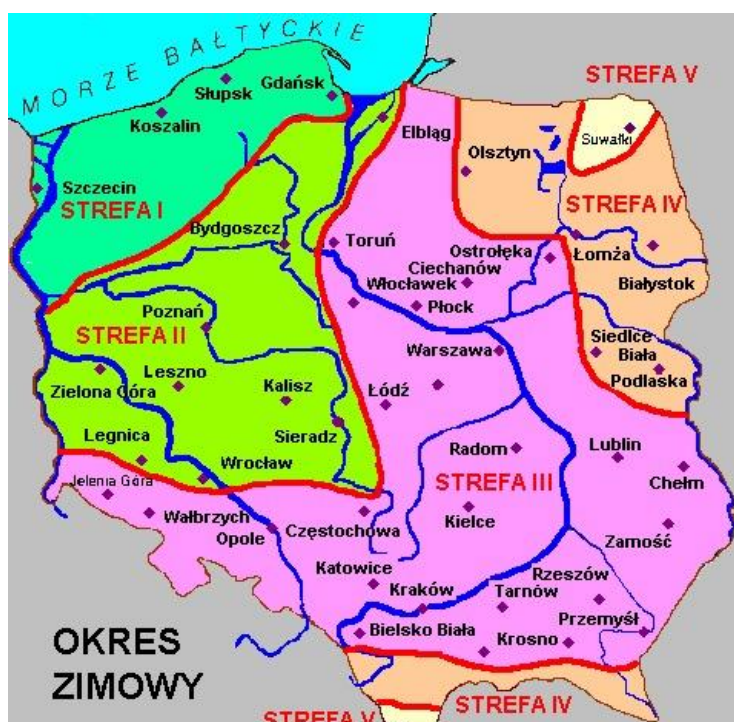 MORZE BAŁTYCKIE
STREFA V
Słupsk
Gdańsk
Koszalin
Elbląg
Olsztyn
Suwałki
Szczecin
STREFA I
STREFA IV
Bydgoszcz
Toruń
Ostrołęka
Łomża
Ciechanów
Włocławek
Białystok
Płock
Poznań
STREFA II
Warszawa
Siedlce
Biała
Podlaska
Leszno
Zielona Góra
Kalisz
Łódź
Sieradz
Legnica
Wrocław
Radom
Lublin
STREFA III
Chełm
Jelenia Góra
Wałbrzych
Opole
Częstochowa
Kielce
Zamość
Katowice
Kraków
Rzeszów
Tarnów
Przemyśl
Bielsko Biała
Krosno
OKRES
ZIMOWY
STREFA IV
STREFA V